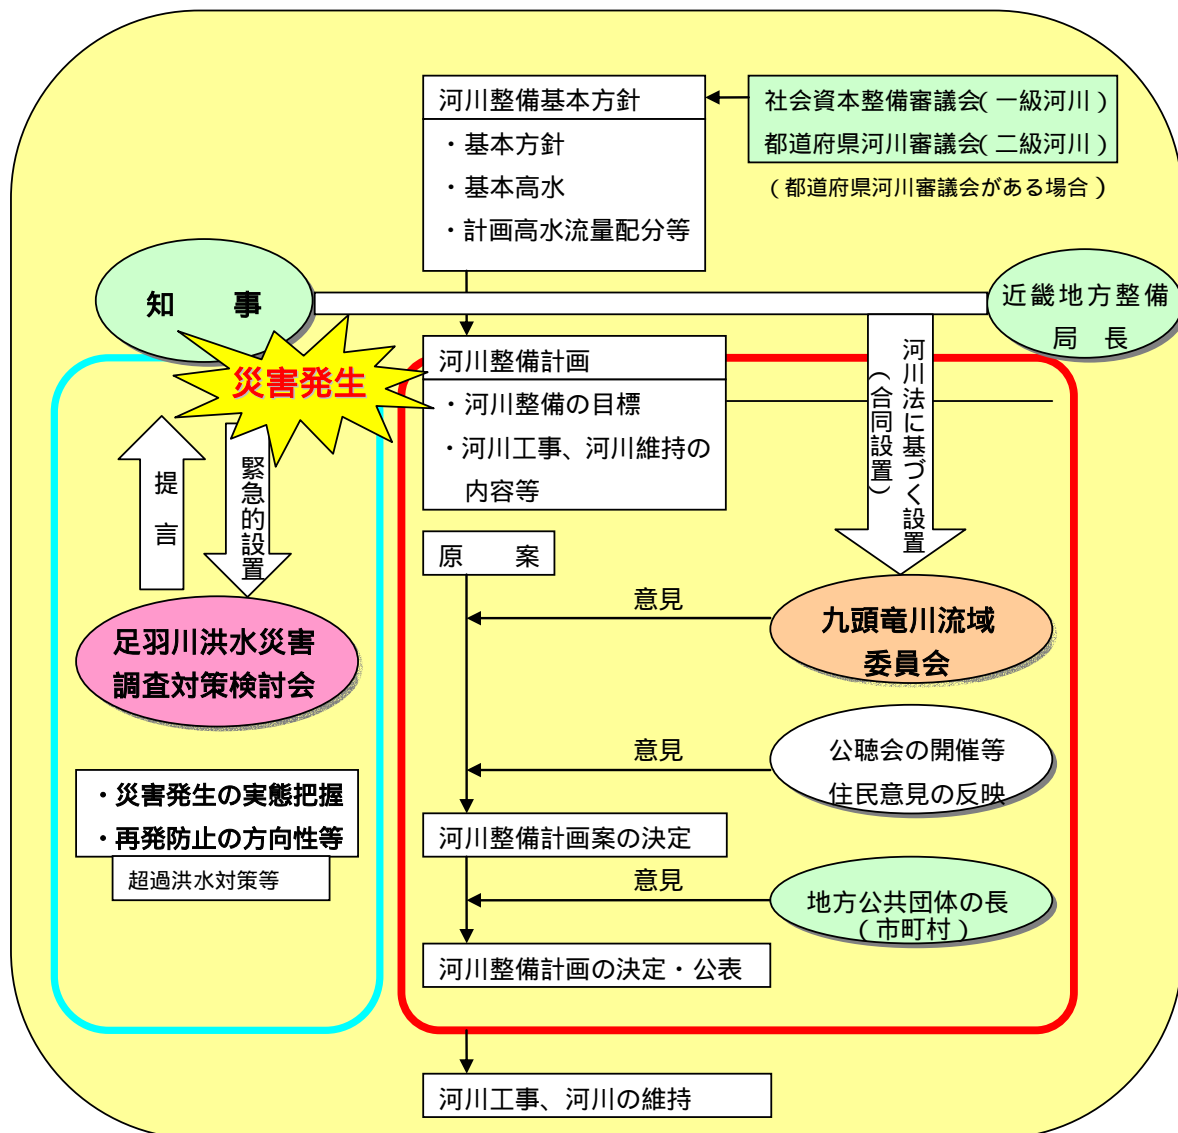 河川整備基本方針
・基本方針
・基本高水
・計画高水流量配分等
社会資本整備審議会(一級河川)
都道府県河川審議会(二級河川)
(都道府県河川審議会がある場合)
知　事
近畿地方整備
局　長
災害発生
河川整備計画
・河川整備の目標
・河川工事、河川維持の
内容等
河川法に基づく設置
(合同設置)
提言
緊急的設置
原　案
意見
九頭竜川流域
委員会
足羽川洪水災害
調査対策検討会
意見
公聴会の開催等
住民意見の反映
・災害発生の実態把握
・再発防止の方向性等
超過洪水対策等
河川整備計画案の決定
意見
地方公共団体の長
(市町村)
河川整備計画の決定・公表
河川工事、河川の維持